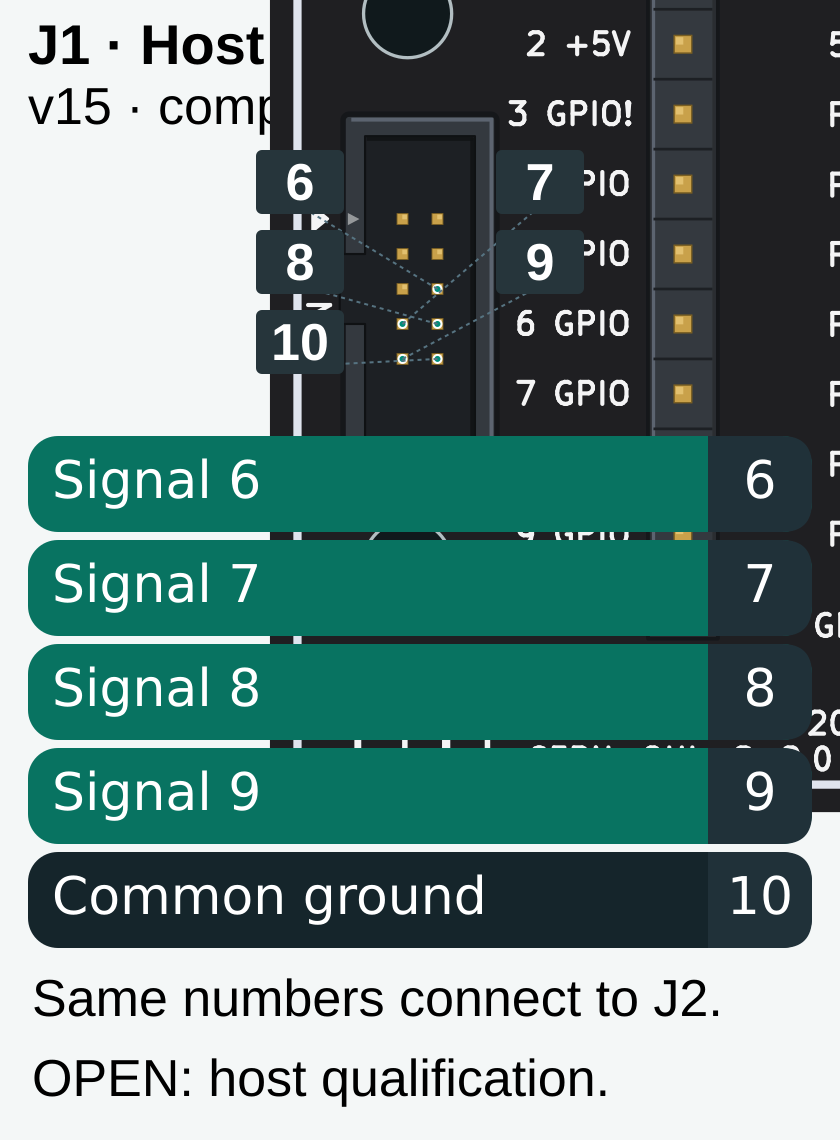 J1 · Host
v15 ·
2 +5V
3 GPIO!
6
7
8
9
6 GPIO
10
7 GPIO
Signal 6 6
9 GPIO
Signal 7 7
Signal 8 8
Signal 9 9
Common ground 10
Same numbers connect to J2.
OPEN: host qualification.